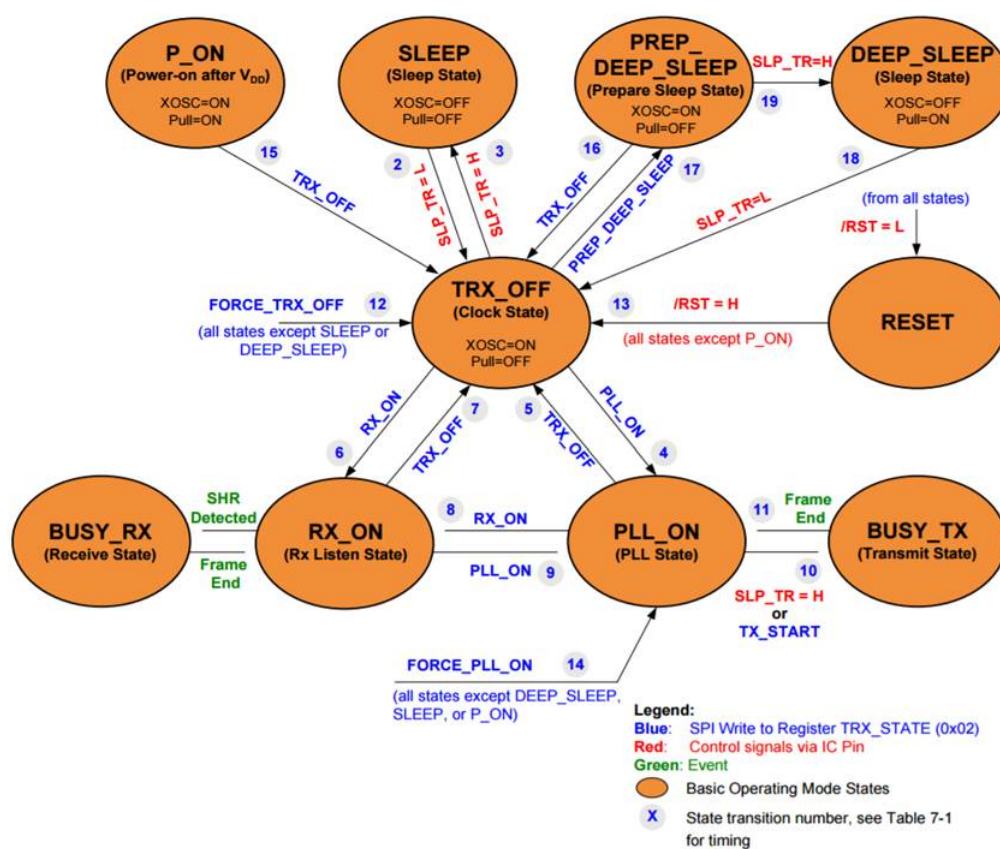 P_ON
(Power-on after VDD)
XOSC=ON
Pull=ON
SLEEP
(Sleep State)
XOSC=OFF
Pull=OFF
PREP_
DEEP_SLEEP
(Prepare Sleep State)
XOSC=ON
Pull=OFF
SLP_TR=H
19
DEEP_SLEEP
(Sleep State)
XOSC=OFF
Pull=ON
15
TRX_OFF
2
SLP_TR = L
3
SLP_TR = H
16
TRX_OFF
17
PREP_DEEP_SLEEP
18
SLP_TR=L
(from all states)
/RST = L
FORCE_TRX_OFF
12
(all states except SLEEP or
DEEP_SLEEP)
TRX_OFF
(Clock State)
XOSC=ON
Pull=OFF
13
/RST = H
(all states except P_ON)
RESET
6
RX_ON
7
TRX_OFF
5
TRX_OFF
4
PLL_ON
BUSY_RX
(Receive State)
SHR
Detected
Frame
End
RX_ON
(Rx Listen State)
8
RX_ON
PLL_ON
9
PLL_ON
(PLL State)
11
Frame
End
10
SLP_TR = H
or
TX_START
BUSY_TX
(Transmit State)
FORCE_PLL_ON
14
(all states except DEEP_SLEEP,
SLEEP, or P_ON)
Legend:
Blue: SPI Write to Register TRX_STATE (0x02)
Red: Control signals via IC Pin
Green: Event
Basic Operating Mode States
X State transition number, see Table 7-1
for timing